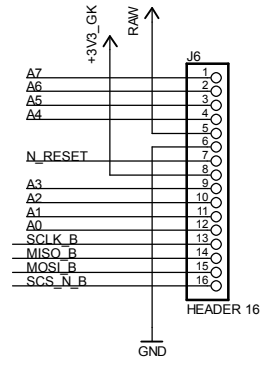 +3V3_GK
RAW
J6
A7 1
A6 2
A5 3
A4 4
5
6
N_RESET 7
8
A3 9
A2 10
A1 11
A0 12
SCLK_B 13
MISO_B 14
MOSI_B 15
SCS_N_B 16
HEADER 16
GND